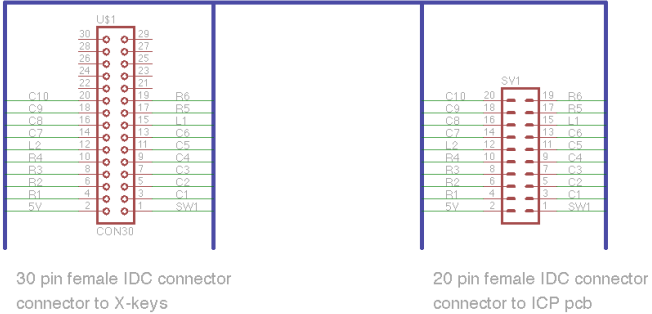 U$1
30 29
28 27
26 25
24 23
22 21
C10 20 19 R6
C9 18 17 R5
C8 16 15 L1
C7 14 13 C6
L2 12 11 C5
R4 10 9 C4
R3 8 7 C3
R2 6 5 C2
R1 4 3 C1
5V 2 1 SW1
CON30
SV1
C10 20 19 R6
C9 18 17 R5
C8 16 15 L1
C7 14 13 C6
L2 12 11 C5
R4 10 9 C4
R3 8 7 C3
R2 6 5 C2
R1 4 3 C1
5V 2 1 SW1
30 pin female IDC connector
connector to X-keys
20 pin female IDC connector
connector to ICP pcb